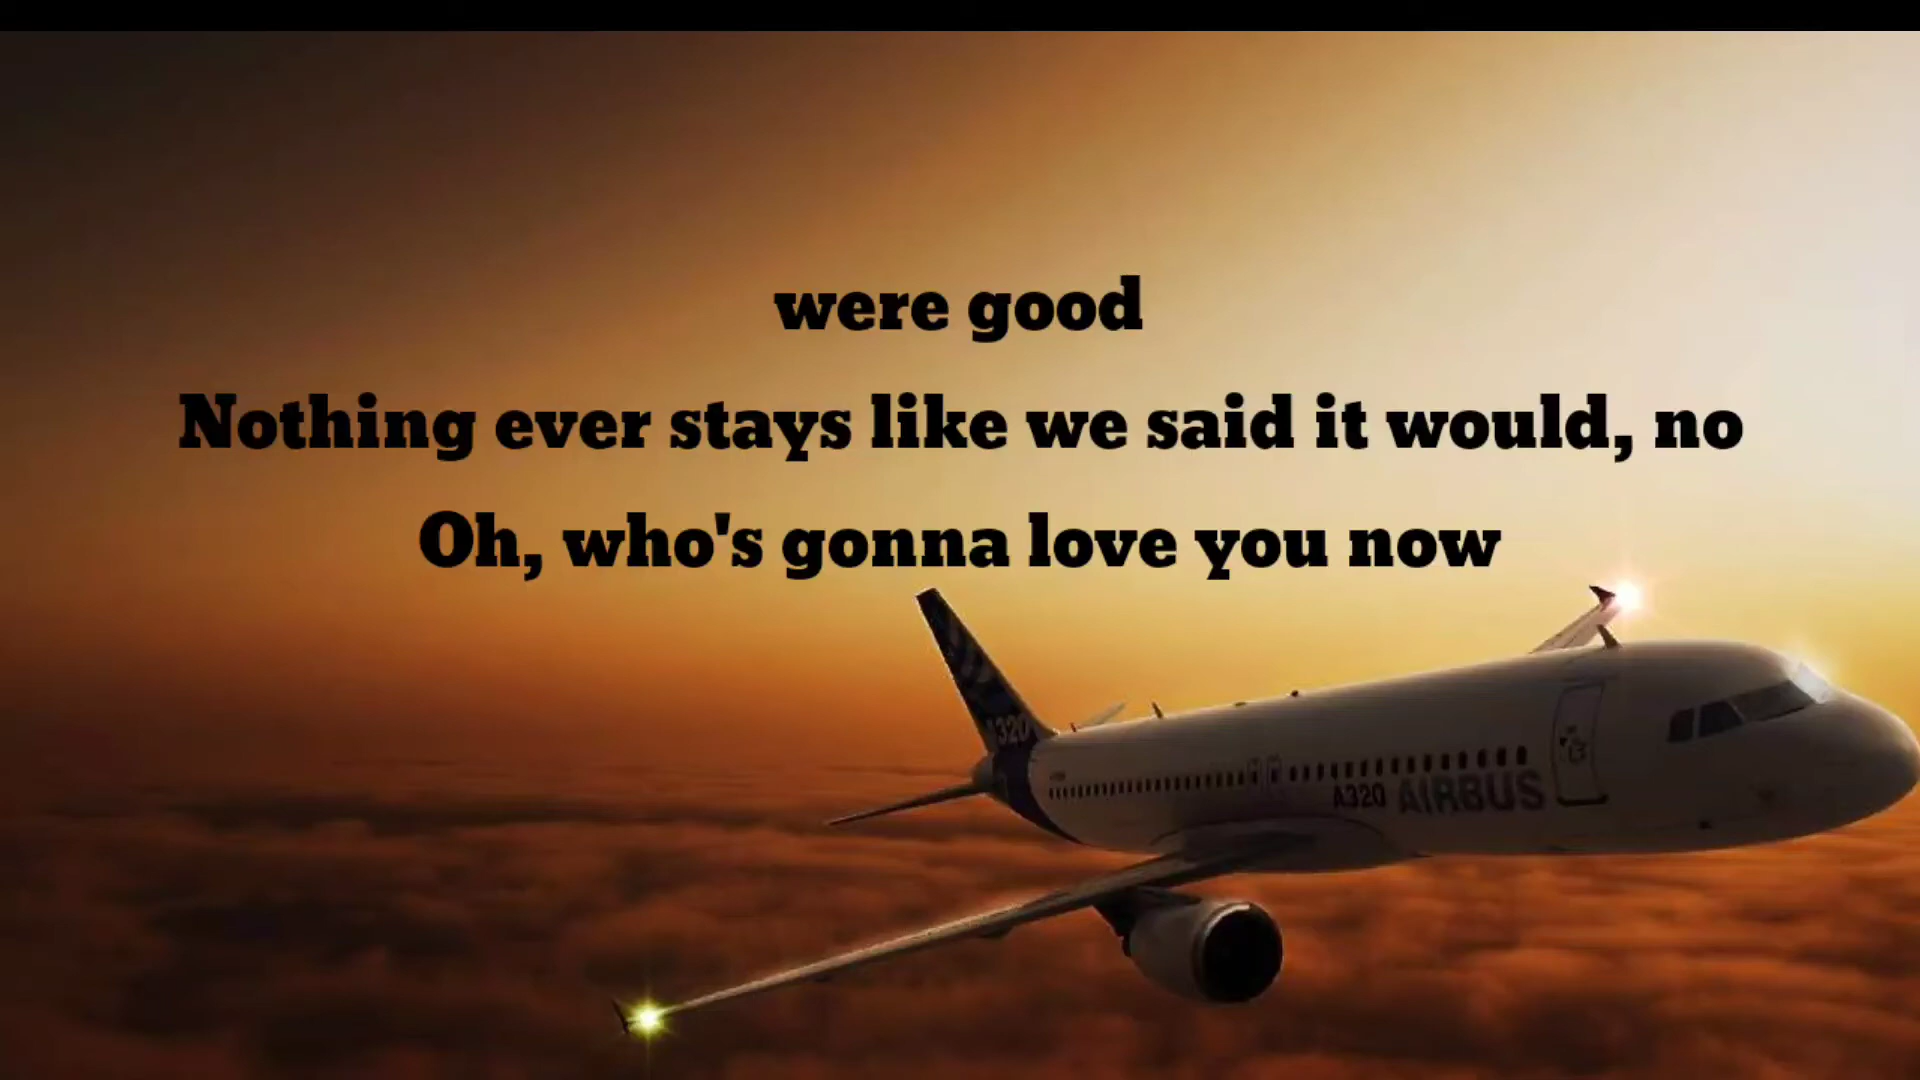 were good
Nothing ever stays like we said it would, no
Oh, who's gonna love you now
A320
A320 AIRBUS